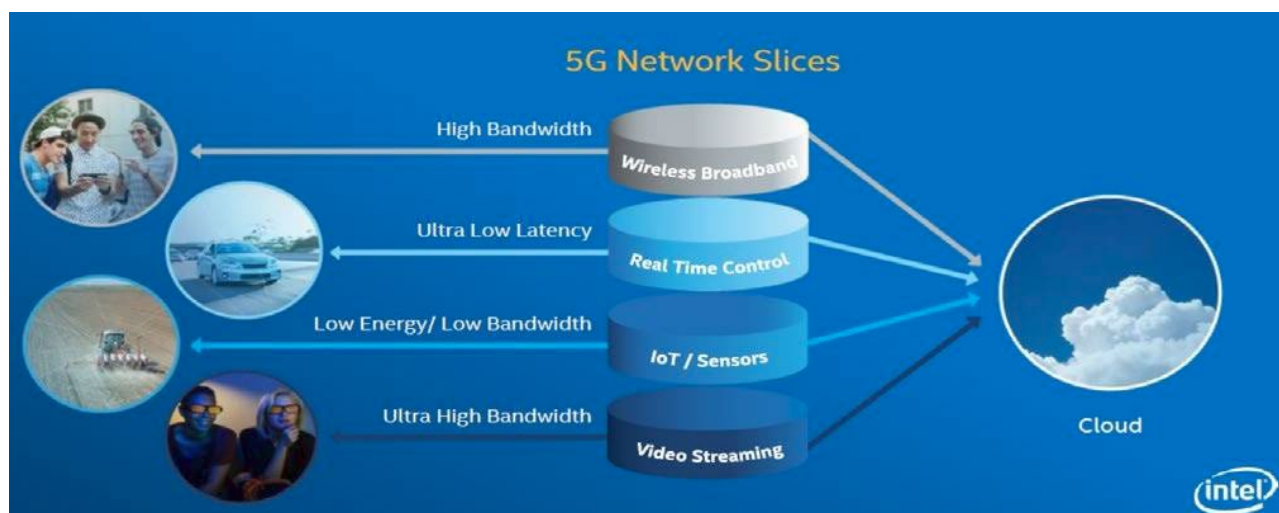 5G Network Slices
High Bandwidth
Wireless Broadband
Ultra Low Latency
Real Time Control
Low Energy/ Low Bandwidth
IoT / Sensors
Ultra High Bandwidth
Video Streaming
Cloud
intel